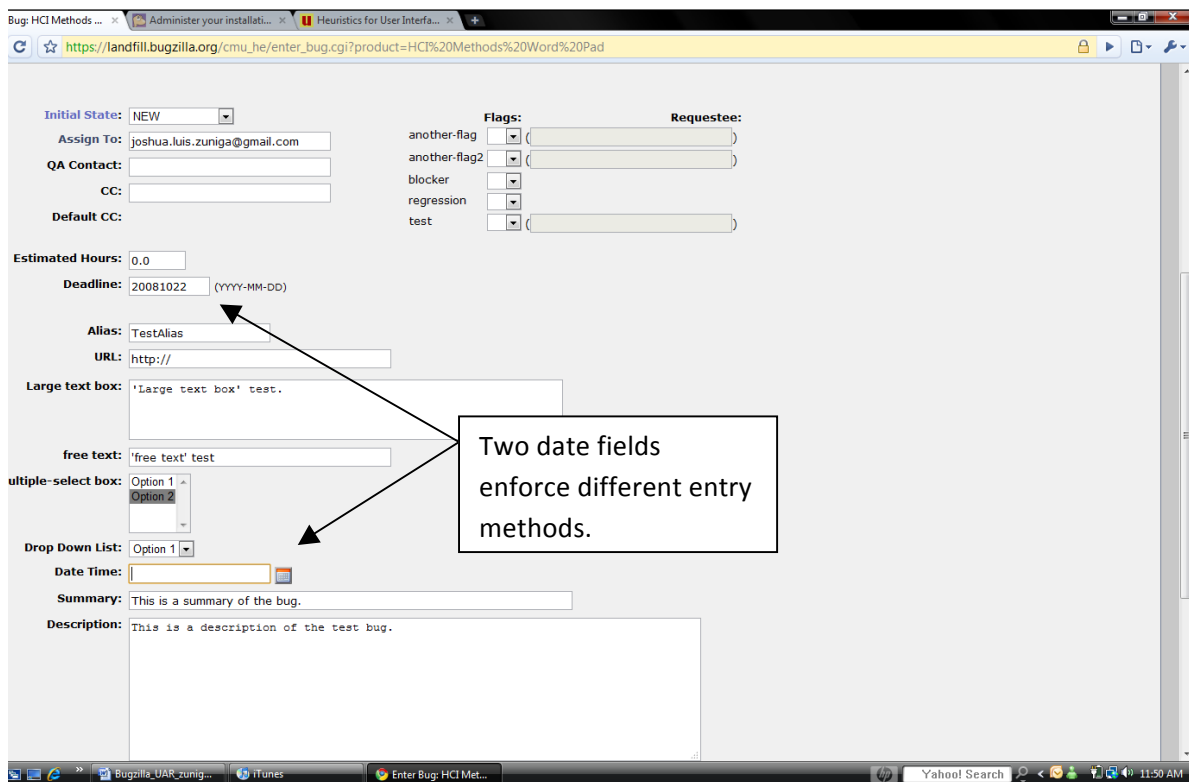 Bug: HCI Methods ...
Administer your installati...
Heuristics for User Interfa...
https://landfill.bugzilla.org/cmu_he/enter_bug.cgi?product=HCI%20Methods%20Word%20Pad
Initial State: NEW
Flags: Requestee:
Assign To: joshua.luis.zuniga@gmail.com
another-flag ( )
QA Contact:
another-flag2 ( )
CC:
blocker
regression
Default CC:
test ( )
Estimated Hours: 0.0
Deadline: 20081022 (YYYY-MM-DD)
Alias: TestAlias
URL: http://
Large text box: 'Large text box' test.
Two date fields
enforce different entry
methods.
free text: 'free text' test
ultiple-select box: Option 1
Option 2
Drop Down List: Option 1
Date Time:
Summary: This is a summary of the bug.
Description: This is a description of the test bug.
Bugzilla_UAR_zunig... iTunes Enter Bug: HCI Met... hp Yahoo! Search 11:50 AM